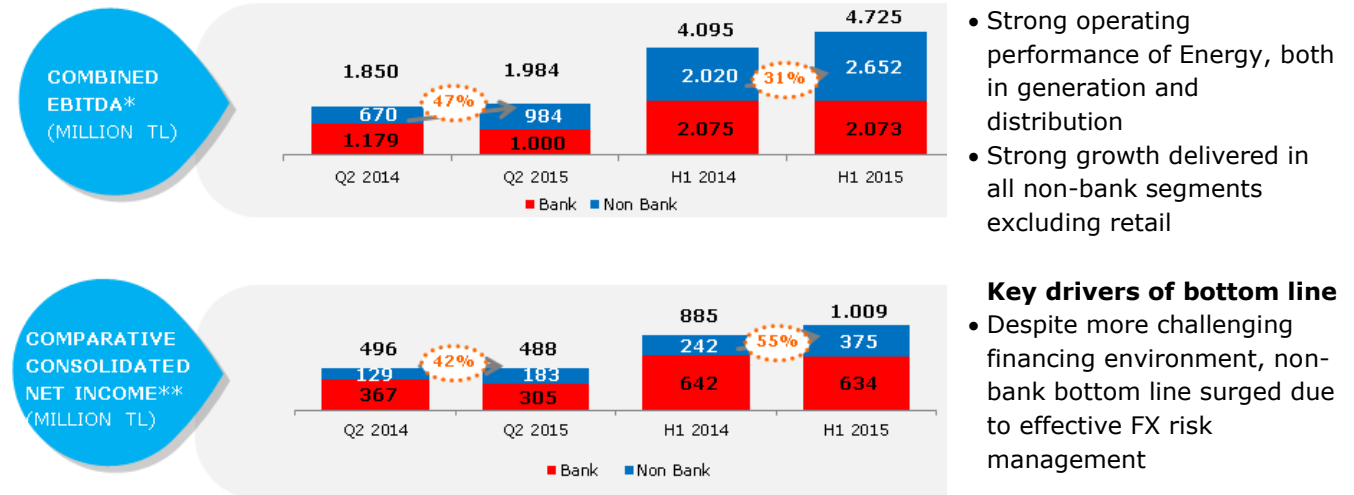 COMBINED
EBITDA*
(MILLION TL)
1.850
1.984
4.095
4.725
670
47%
984
2.020
31%
2.652
1.179
1.000
2.075
2.073
Q2 2014
Q2 2015
H1 2014
H1 2015
Bank
Non Bank
• Strong operating
performance of Energy, both
in generation and
distribution
• Strong growth delivered in
all non-bank segments
excluding retail
COMPARATIVE
CONSOLIDATED
NET INCOME**
(MILLION TL)
496
488
885
1.009
129
42%
183
242
55%
375
367
305
642
634
Q2 2014
Q2 2015
H1 2014
H1 2015
Bank
Non Bank
Key drivers of bottom line
• Despite more challenging
financing environment, non-
bank bottom line surged due
to effective FX risk
management